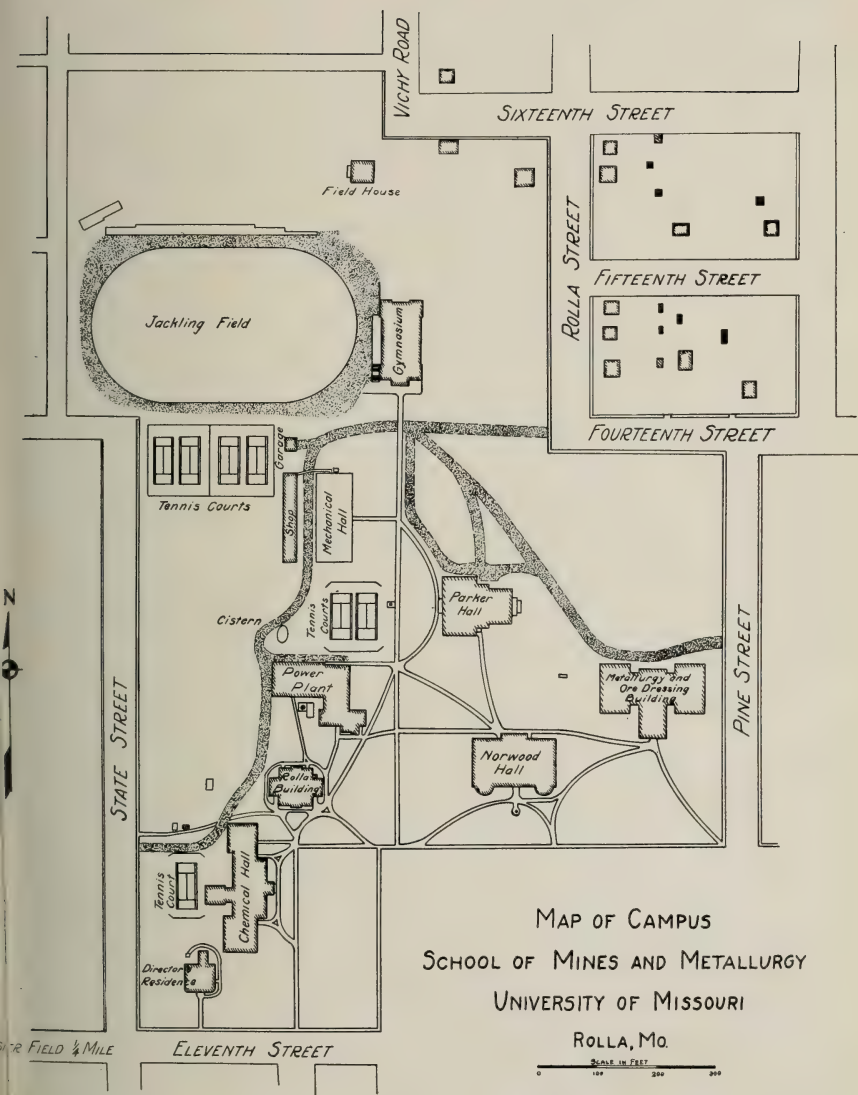 VICHY ROAD
SIXTEENTH STREET
Field House
ROLLA STREET
FIFTEENTH STREET
Jackling Field
Gymnasium
FOURTEENTH STREET
Garage
Tennis Courts
Shop
Mechanical
Hall
N
Cistern
Tennis
Courts
Parker
Hall
Power
Plant
Metallurgy and
Ore Dressing
Building
PINE STREET
STATE STREET
Norwood
Hall
Rolla
Building
Tennis
Court
Chemical Hall
Director
Residence
MAP OF CAMPUS
SCHOOL OF MINES AND METALLURGY
UNIVERSITY OF MISSOURI
ROLLA, MO.
SCALE IN FEET
0 100 200 300
FIELD ¼ MILE
ELEVENTH STREET